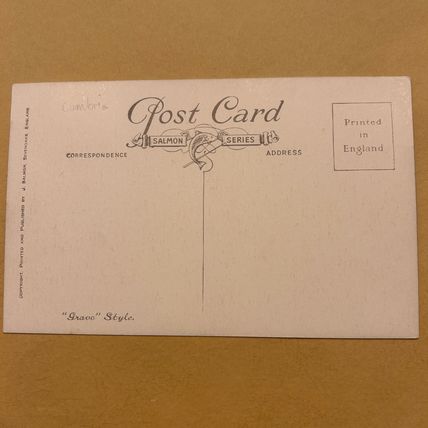 Cumbria
Post Card
SALMON SERIES
CORRESPONDENCE
ADDRESS
Printed
in
England
COPYRIGHT. PRINTED AND PUBLISHED BY J. SALMON, SEVENOAKS, ENGLAND
"Gravo" Style.